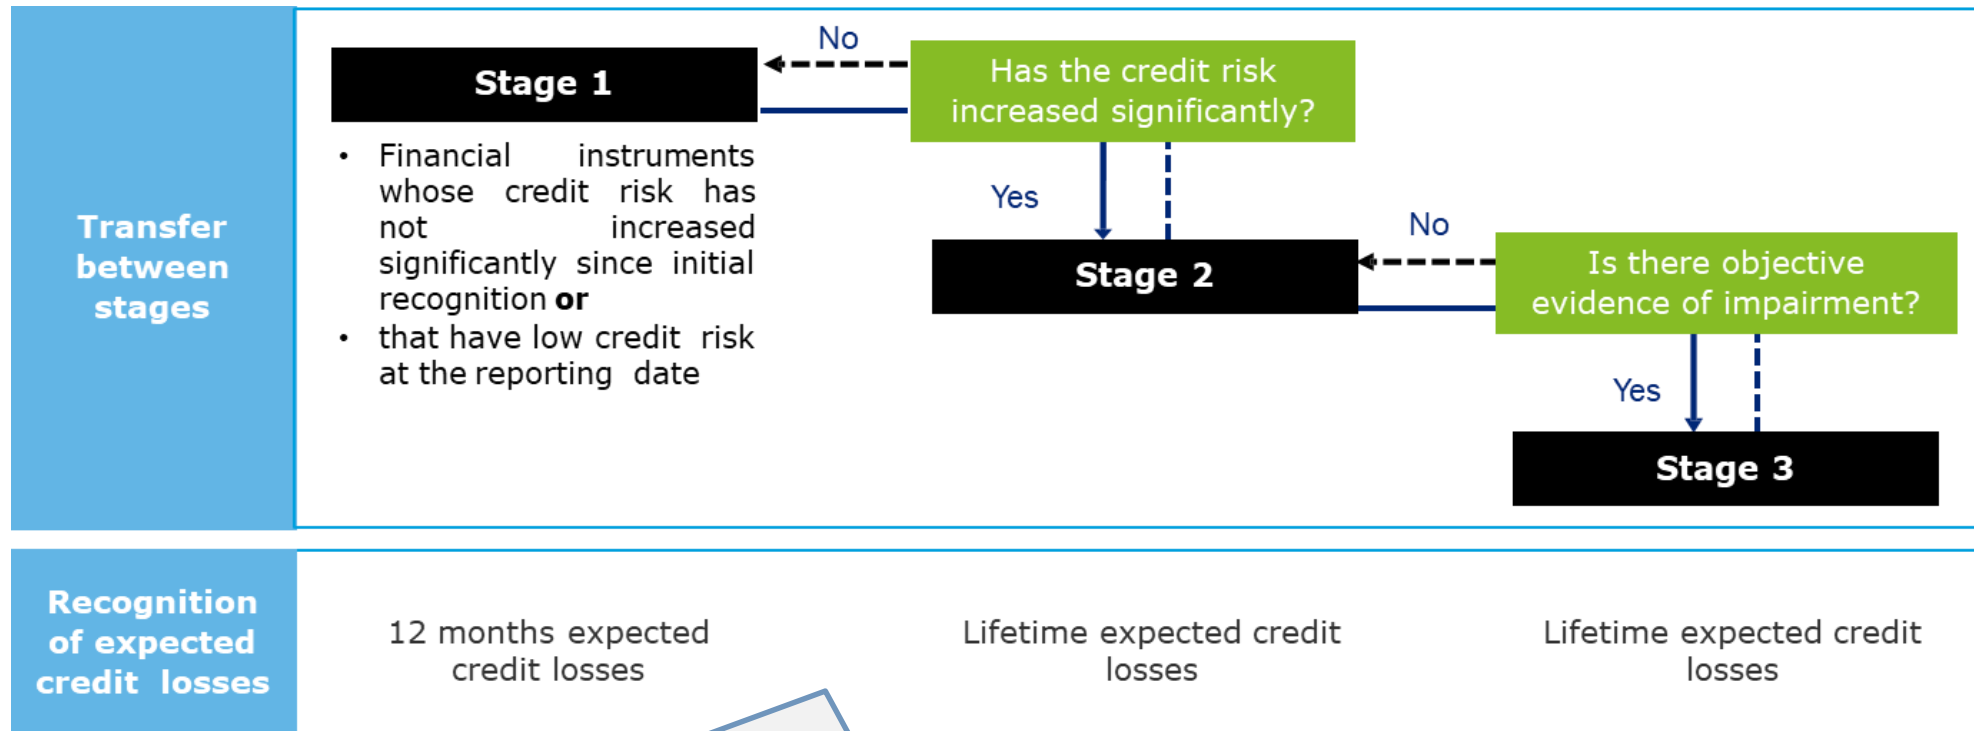 Transfer
between
stages
Stage 1
No
Has the credit risk
increased significantly?
• Financial instruments
whose credit risk has
not increased
significantly since initial
recognition or
• that have low credit risk
at the reporting date
Yes
Stage 2
No
Is there objective
evidence of impairment?
Yes
Stage 3
Recognition
of expected
credit losses
12 months expected
credit losses
Lifetime expected credit
losses
Lifetime expected credit
losses